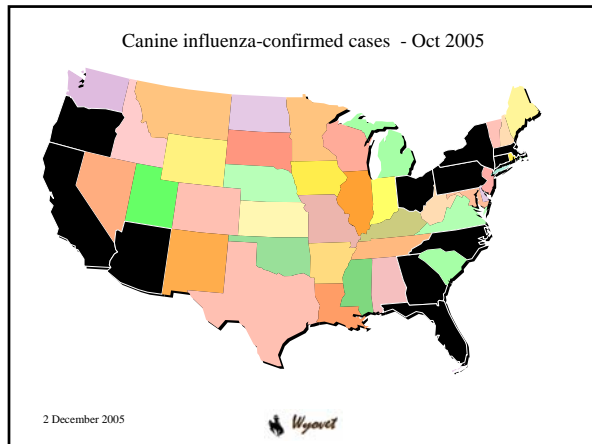 Canine influenza-confirmed cases - Oct 2005
2 December 2005
Wyovet